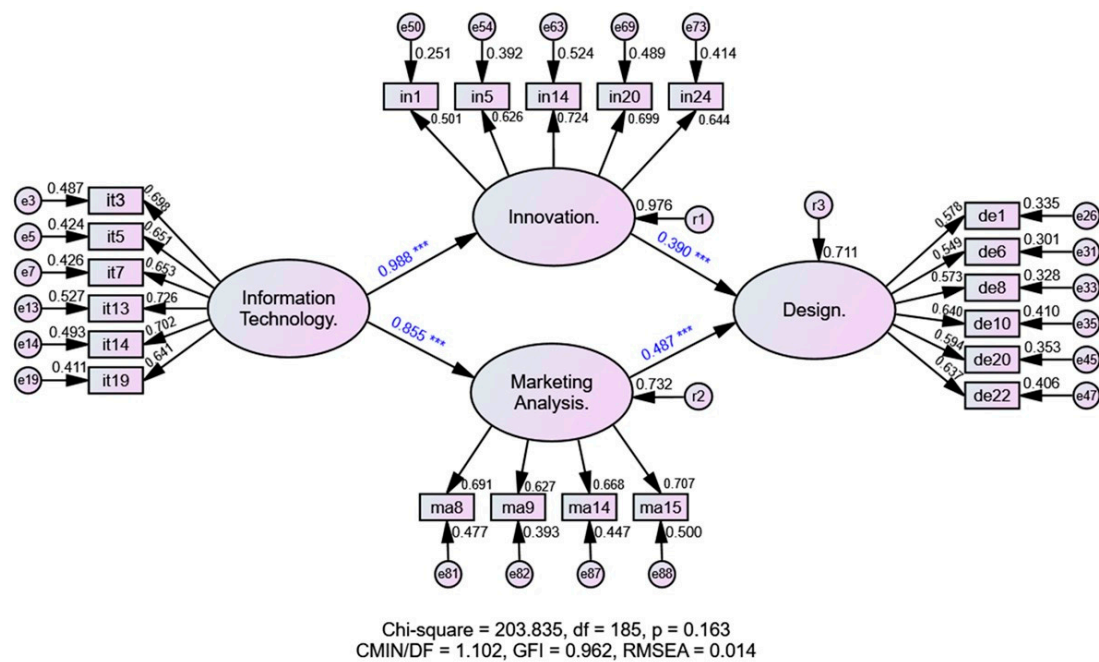 e50 e54 e63 e69 e73
0.251 0.392 0.524 0.489 0.414
in1 in5 in14 in20 in24
0.501 0.626 0.724 0.699 0.644
e3 0.487 it3 0.698
e5 0.424 it5 0.651
e7 0.426 it7 0.653
e13 0.527 it13 0.726
e14 0.493 it14 0.702
e19 0.411 it19 0.641
Information
Technology.
0.988 ***
0.855 ***
Innovation.
0.976 r1
0.390 ***
Marketing
Analysis.
0.732 r2
0.487 ***
r3
0.711
Design.
0.578 de1 0.335 e26
0.549 de6 0.301 e31
0.573 de8 0.328 e33
0.640 de10 0.410 e35
0.594 de20 0.353 e45
0.637 de22 0.406 e47
0.691 0.627 0.668 0.707
ma8 ma9 ma14 ma15
0.477 0.393 0.447 0.500
e81 e82 e87 e88
Chi-square = 203.835, df = 185, p = 0.163
CMIN/DF = 1.102, GFI = 0.962, RMSEA = 0.014